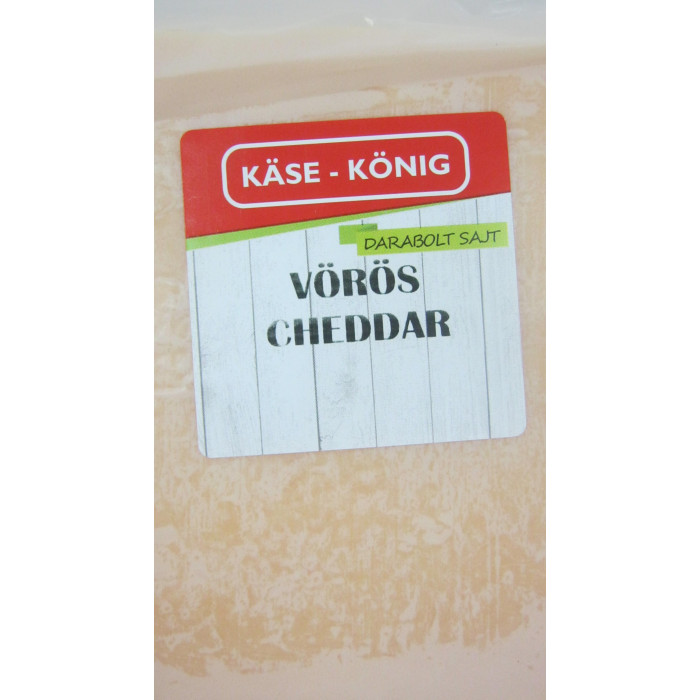 KÄSE - KÖNIG
DARABOLT SAJT
VÖRÖS
CHEDDAR